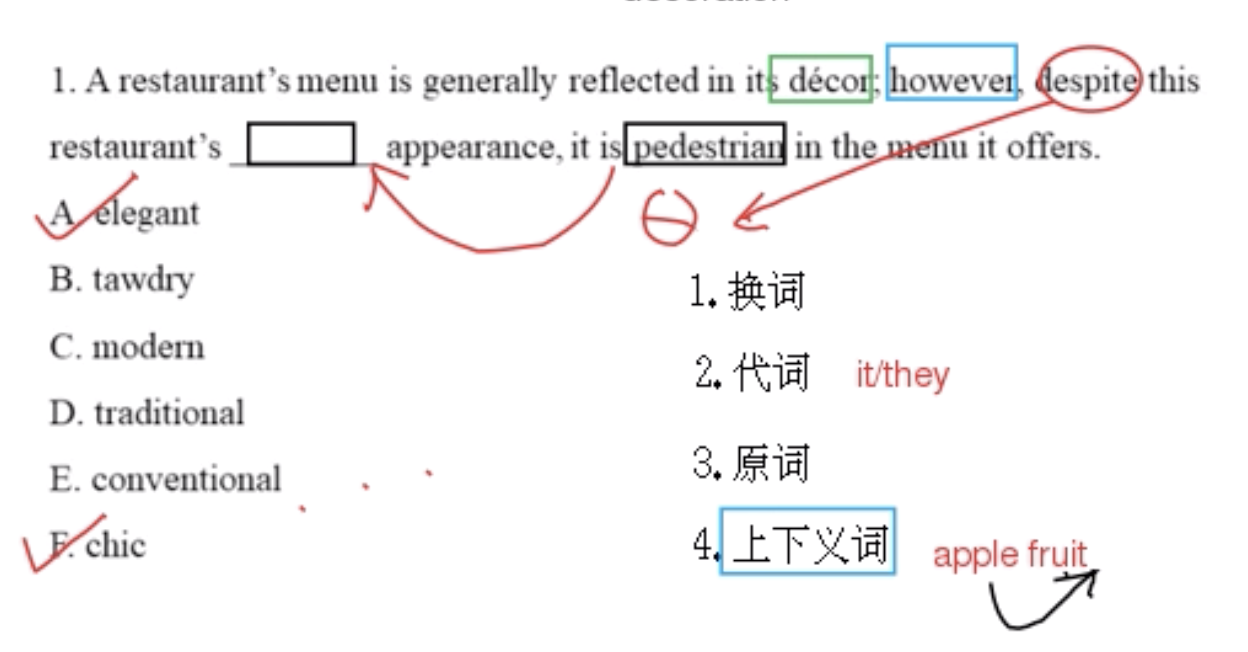 1. A restaurant's menu is generally reflected in its décor; however, despite this
restaurant's appearance, it is pedestrian in the menu it offers.
A. elegant
B. tawdry
C. modern
D. traditional
E. conventional
F. chic
1.换词
2.代词 it/they
3.原词
4.上下义词 apple fruit